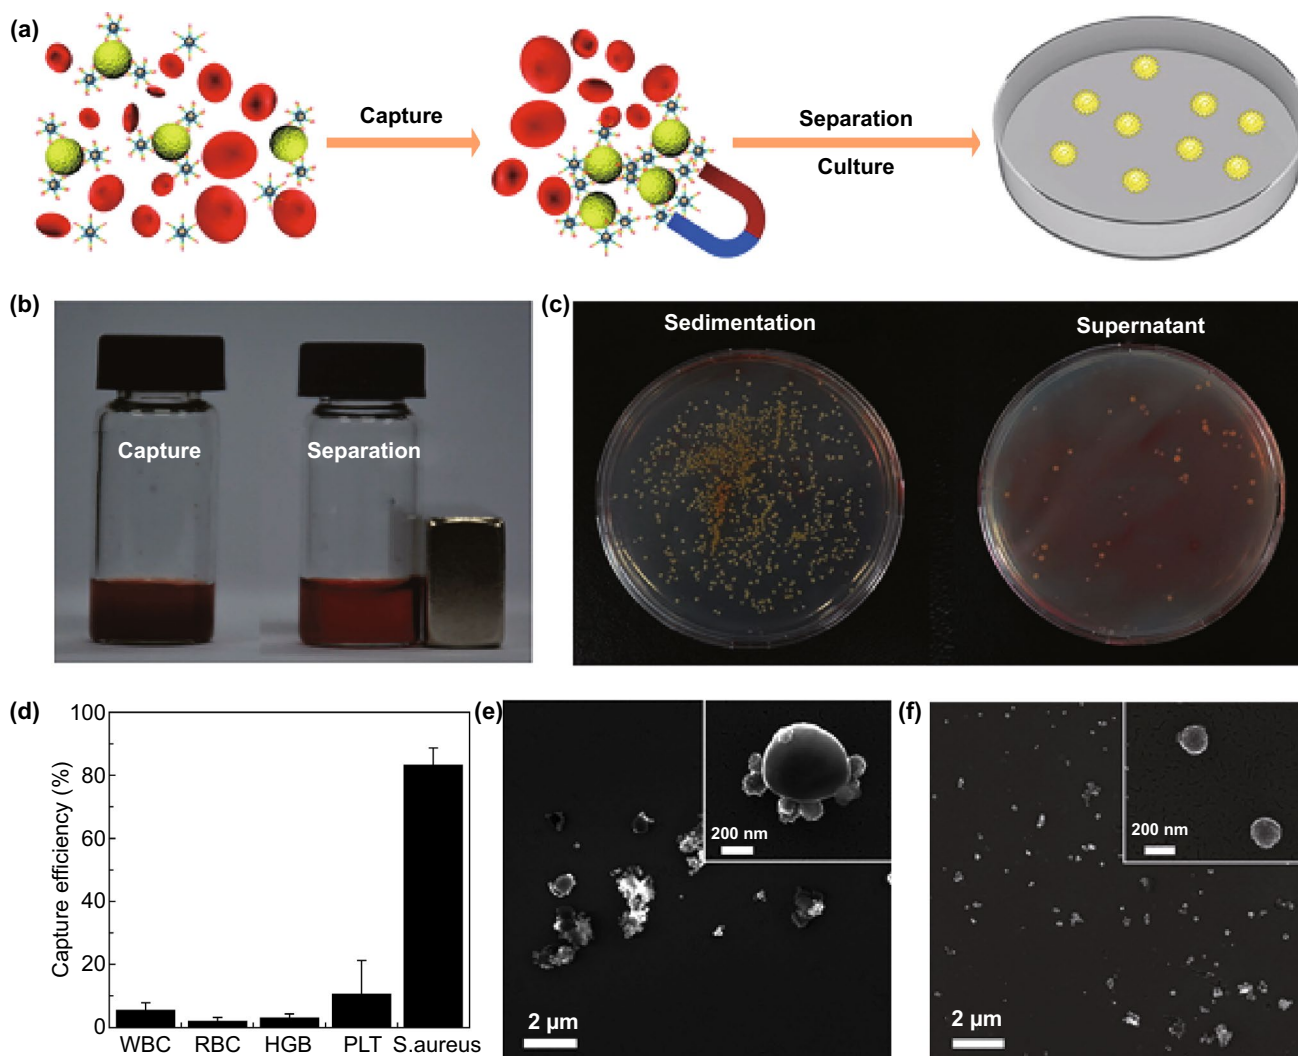 (a)
Capture
Separation
Culture
(b)
Capture
Separation
(c)
Sedimentation
Supernatant
(d)
Capture efficiency (%)
100
80
60
40
20
0
WBC RBC HGB PLT S.aureus
(e)
200 nm
2 μm
(f)
200 nm
2 μm